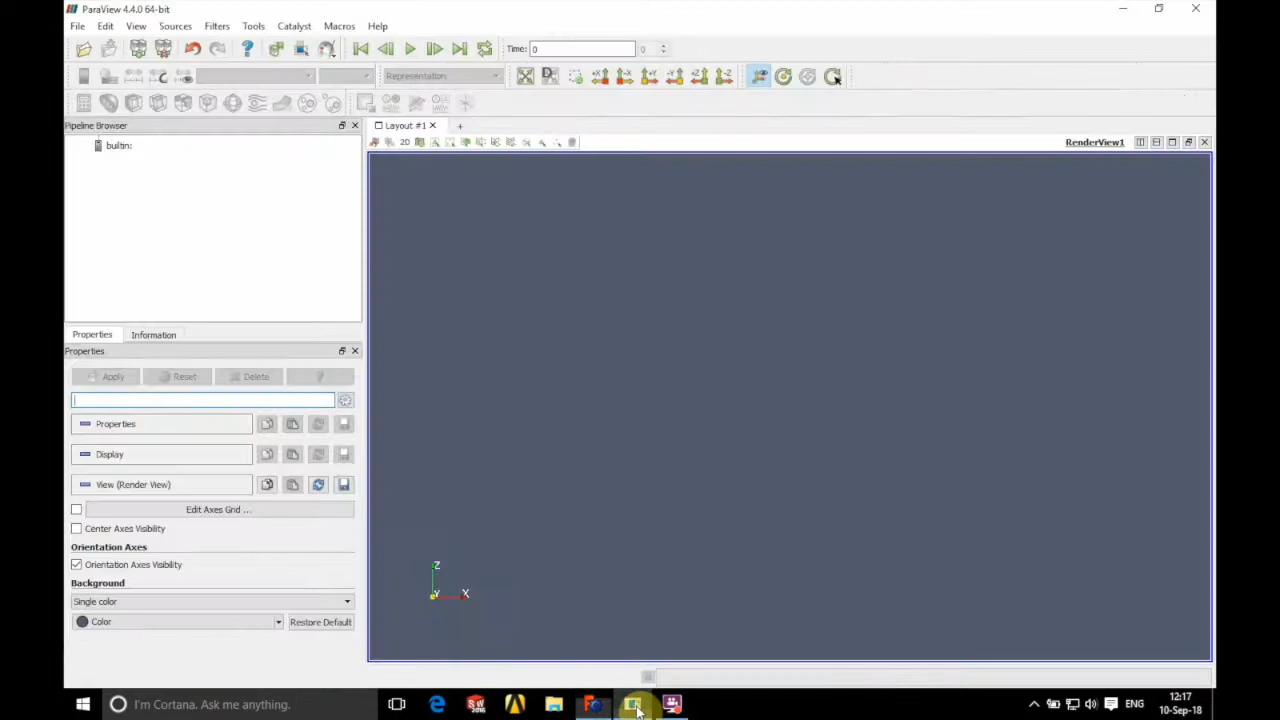 ParaView 4.4.0 64-bit
File Edit View Sources Filters Tools Catalyst Macros Help
Time: 0 0
Representation
+X -X +Y -Y +Z -Z
Pipeline Browser
Layout #1
builtin:
2D
RenderView1
Properties Information
Properties
Apply Reset Delete ?
Properties
Display
View (Render View)
Edit Axes Grid ...
Center Axes Visibility
Orientation Axes
Orientation Axes Visibility
Background
Single color
Color Restore Default
Z
Y X
I'm Cortana. Ask me anything.
SW
2016
ENG
12:17
10-Sep-18